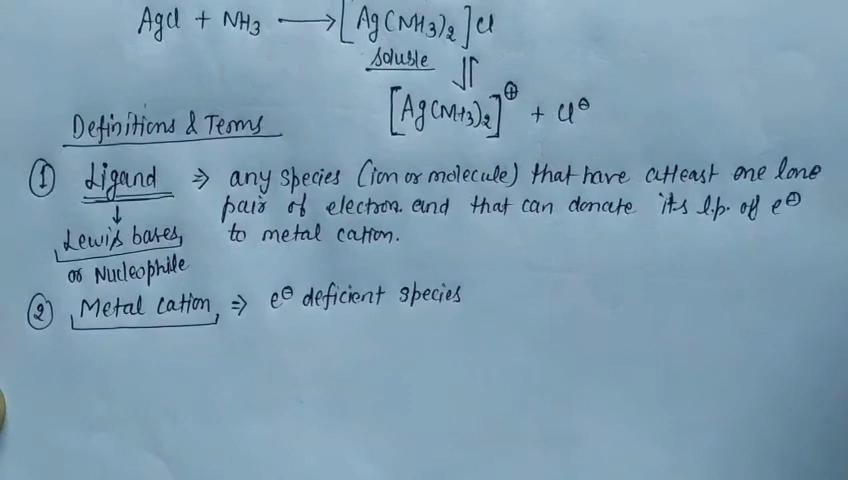 AgCl + NH3 ⟶ [Ag(NH3)2]Cl
soluble ⇌
[Ag(NH3)2]⊕ + Cl⊖
Definitions & Terms
① Ligand ⇒ any species (ion or molecule) that have atleast one lone
pair of electron and that can donate its l.p. of e⊖
to metal cation.
↓
Lewis bases,
or Nucleophile
② Metal cation, ⇒ e⊖ deficient species